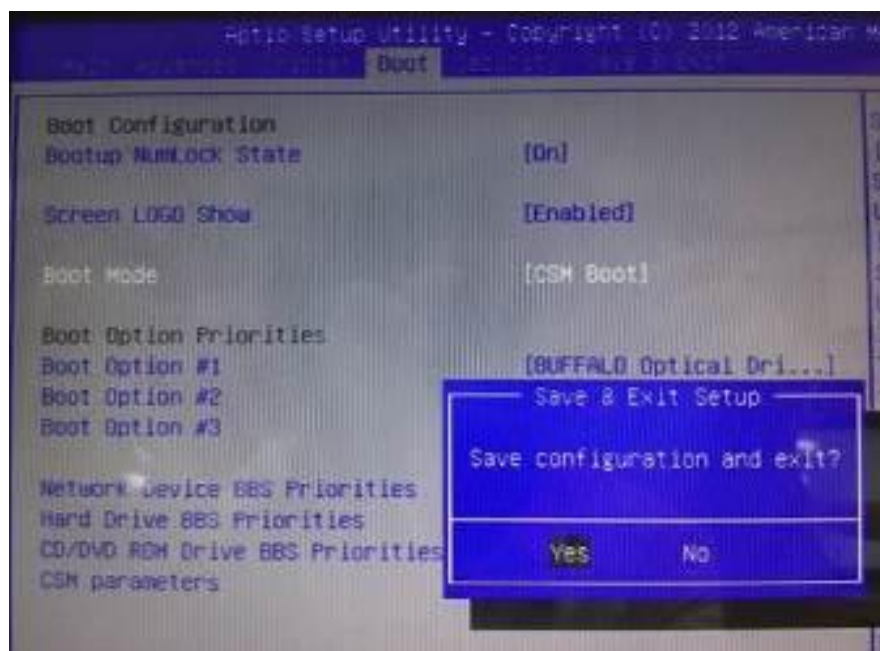 Aptio Setup Utility - Copyright (C) 2012 American
Boot
Boot Configuration
Bootup NumLock State [On]
Screen LOGO Show [Enabled]
Boot Mode [CSM Boot]
Boot Option Priorities
Boot Option #1 [BUFFALO Optical Dri...]
Boot Option #2
Boot Option #3
Network Device BBS Priorities
Hard Drive BBS Priorities
CD/DVD ROM Drive BBS Priorities
CSM parameters
Save & Exit Setup
Save configuration and exit?
Yes No